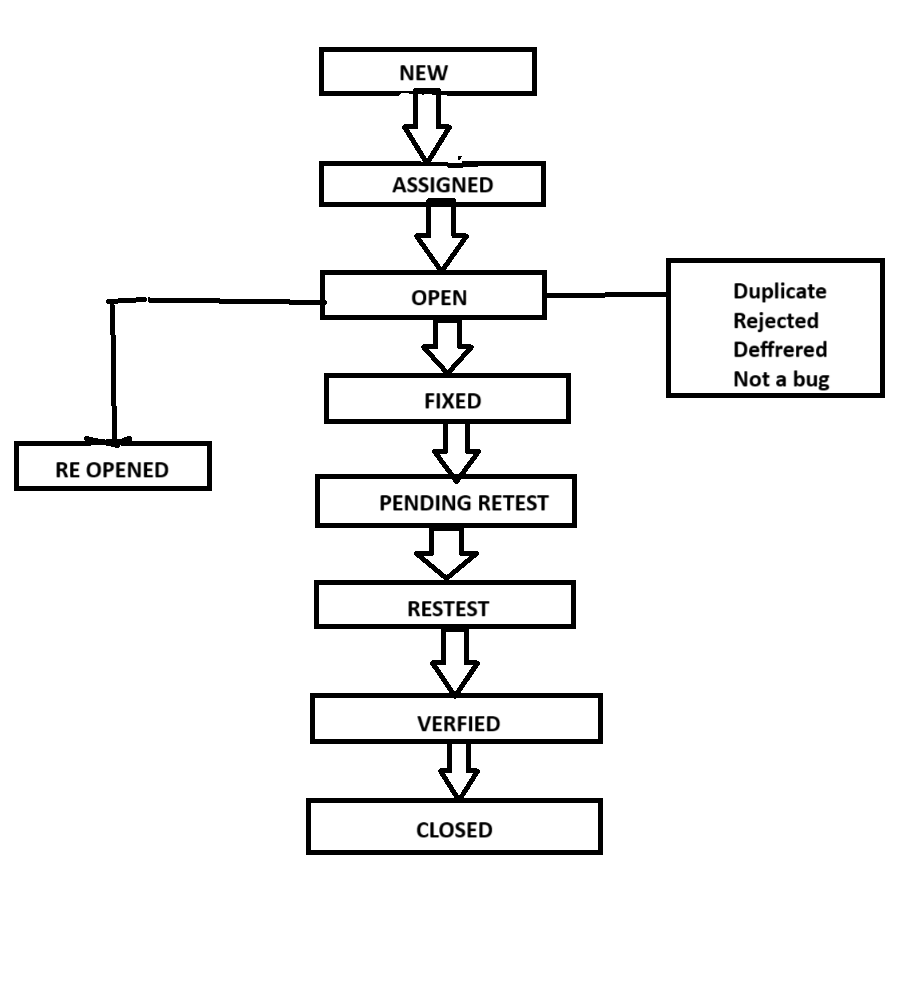 NEW
ASSIGNED
OPEN
Duplicate
Rejected
Deffrered
Not a bug
FIXED
RE OPENED
PENDING RETEST
RESTEST
VERFIED
CLOSED